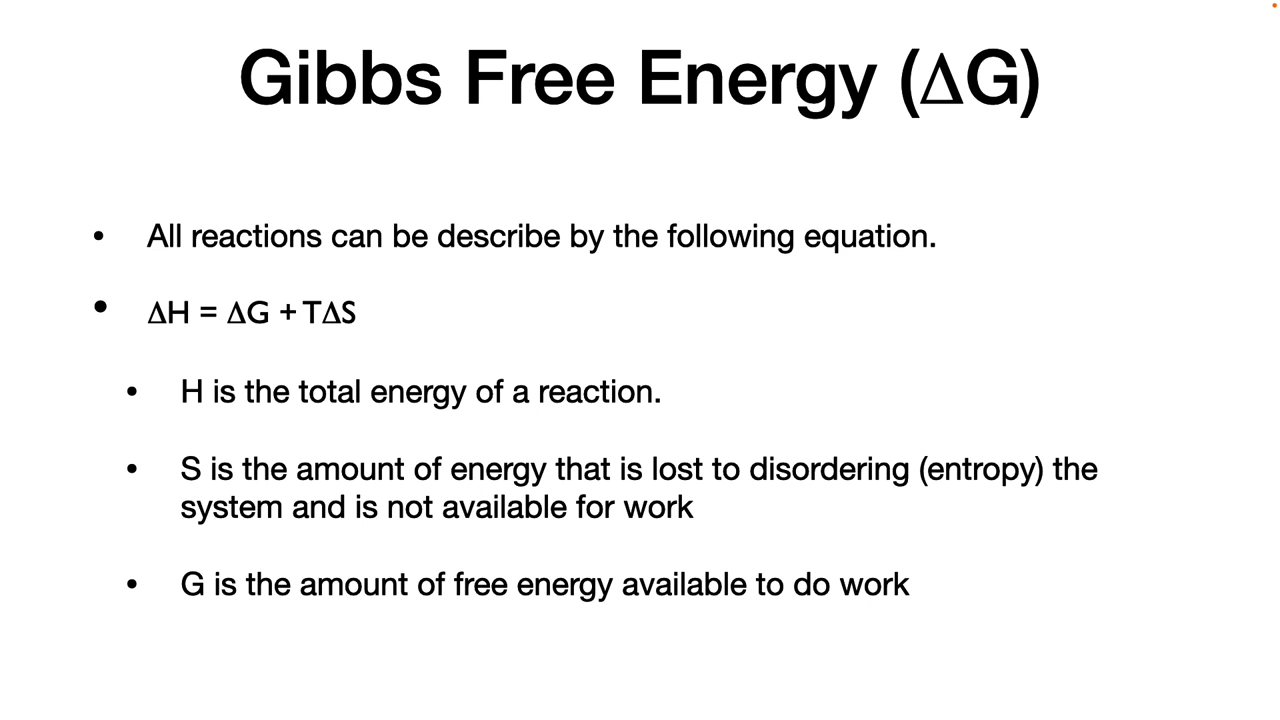 Gibbs Free Energy (ΔG)
• All reactions can be describe by the following equation.
• ΔH = ΔG + TΔS
• H is the total energy of a reaction.
• S is the amount of energy that is lost to disordering (entropy) the
system and is not available for work
• G is the amount of free energy available to do work